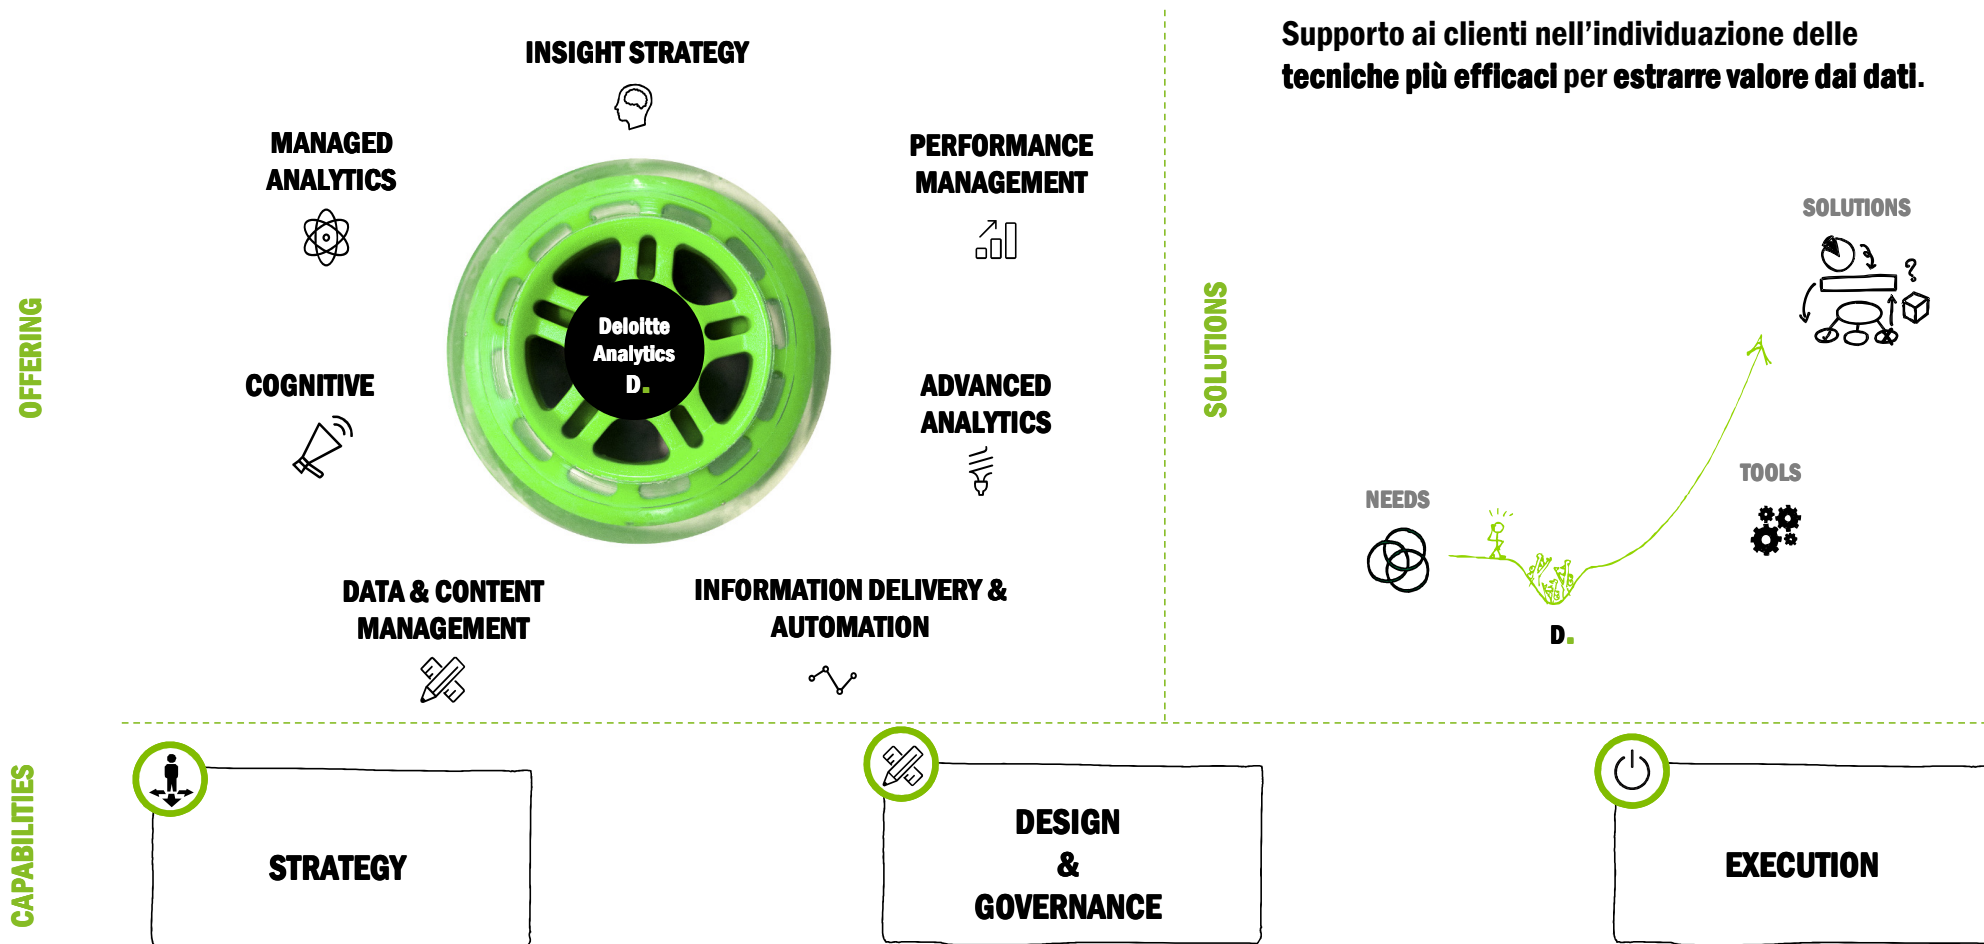 OFFERING
INSIGHT STRATEGY
MANAGED
ANALYTICS
PERFORMANCE
MANAGEMENT
COGNITIVE
Deloitte
Analytics
D.
ADVANCED
ANALYTICS
DATA & CONTENT
MANAGEMENT
INFORMATION DELIVERY &
AUTOMATION
SOLUTIONS
Supporto ai clienti nell’individuazione delle
tecniche più efficaci per estrarre valore dai dati.
SOLUTIONS
?
TOOLS
NEEDS
D.
CAPABILITIES
STRATEGY
DESIGN
&
GOVERNANCE
EXECUTION